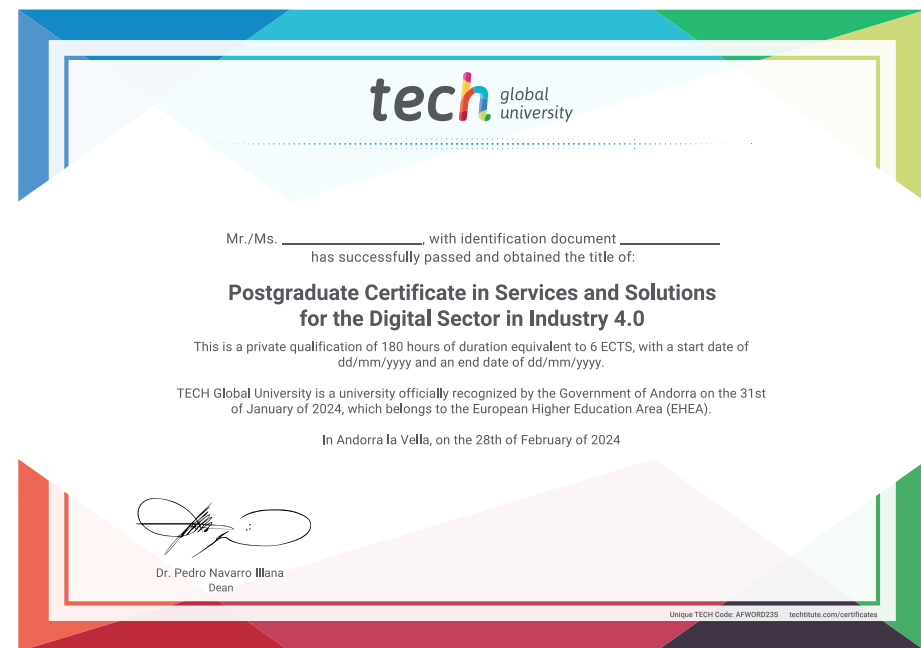 tech global
university
Mr./Ms. ____________________, with identification document ______________
has successfully passed and obtained the title of:
Postgraduate Certificate in Services and Solutions
for the Digital Sector in Industry 4.0
This is a private qualification of 180 hours of duration equivalent to 6 ECTS, with a start date of
dd/mm/yyyy and an end date of dd/mm/yyyy.
TECH Global University is a university officially recognized by the Government of Andorra on the 31st
of January of 2024, which belongs to the European Higher Education Area (EHEA).
In Andorra la Vella, on the 28th of February of 2024
Dr. Pedro Navarro Illana
Dean
Unique TECH Code: AFWORD23S techtitute.com/certificates